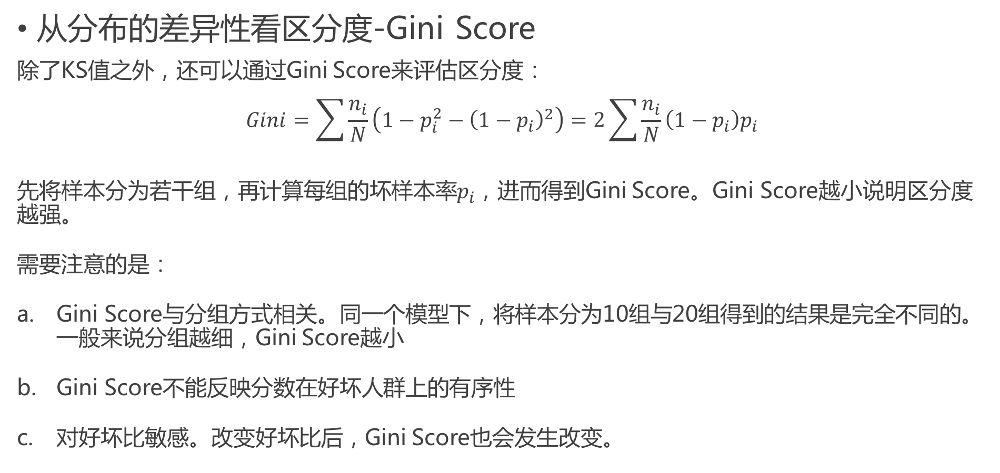 • 从分布的差异性看区分度-Gini Score
除了KS值之外，还可以通过Gini Score来评估区分度：
$Gini = \sum \frac{n_i}{N} \left(1 - p_i^2 - (1 - p_i)^2\right) = 2 \sum \frac{n_i}{N} (1 - p_i) p_i$
先将样本分为若干组，再计算每组的坏样本率$p_i$，进而得到Gini Score。Gini Score越小说明区分度
越强。
需要注意的是：
a. Gini Score与分组方式相关。同一个模型下，将样本分为10组与20组得到的结果是完全不同的。
一般来说分组越细，Gini Score越小
b. Gini Score不能反映分数在好坏人群上的有序性
c. 对好坏比敏感。改变好坏比后，Gini Score也会发生改变。